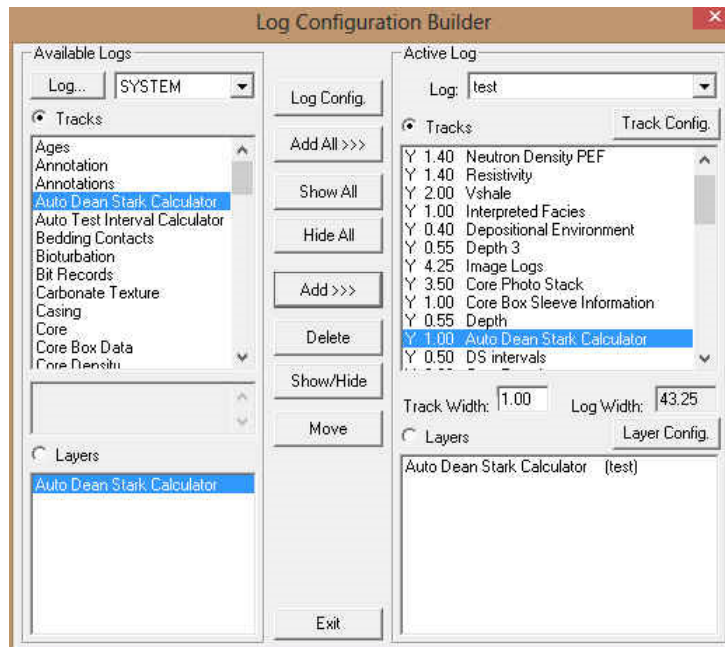 Log Configuration Builder
Available Logs
Log...
SYSTEM
Tracks
Ages
Annotation
Annotations
Auto Dean Stark Calculator
Auto Test Interval Calculator
Bedding Contacts
Bioturbation
Bit Records
Carbonate Texture
Casing
Core
Core Box Data
Core Density
Layers
Auto Dean Stark Calculator
Log Config.
Add All >>>
Show All
Hide All
Add >>>
Delete
Show/Hide
Move
Exit
Active Log
Log: test
Tracks
Track Config.
Y 1.40 Neutron Density PEF
Y 1.40 Resistivity
Y 2.00 Vshale
Y 1.00 Interpreted Facies
Y 0.40 Depositional Environment
Y 0.55 Depth 3
Y 4.25 Image Logs
Y 3.50 Core Photo Stack
Y 1.00 Core Box Sleeve Information
Y 0.55 Depth
Y 1.00 Auto Dean Stark Calculator
Y 0.50 DS intervals
Track Width: 1.00 Log Width: 43.25
Layers
Layer Config.
Auto Dean Stark Calculator (test)